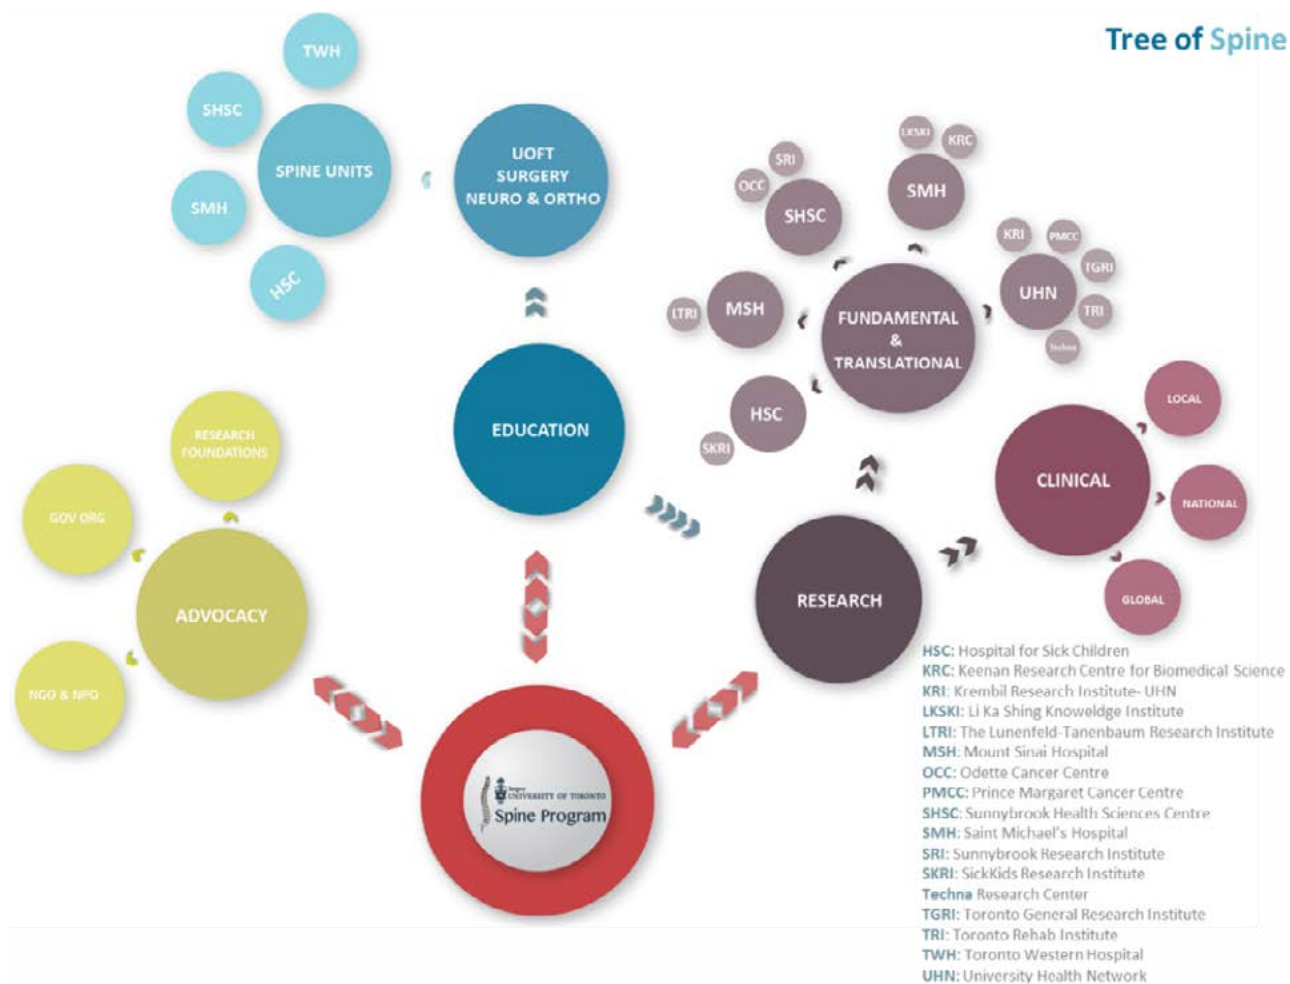 Tree of Spine
TWH
SHSC
SPINE UNITS
SMH
HSC
UOFT
SURGERY
NEURO & ORTHO
EDUCATION
LKSKI
KRC
SMH
SRI
OCC
SHSC
KRI
PMCC
TGRI
UHN
TRI
Techna
LTRI
MSH
FUNDAMENTAL
&
TRANSLATIONAL
HSC
SKRI
LOCAL
CLINICAL
NATIONAL
GLOBAL
RESEARCH
RESEARCH
FOUNDATIONS
GOV ORG
ADVOCACY
NGO & NPO
Surgery
UNIVERSITY OF TORONTO
Spine Program
HSC: Hospital for Sick Children
KRC: Keenan Research Centre for Biomedical Science
KRI: Krembil Research Institute- UHN
LKSKI: Li Ka Shing Knoweldge Institute
LTRI: The Lunenfeld-Tanenbaum Research Institute
MSH: Mount Sinai Hospital
OCC: Odette Cancer Centre
PMCC: Prince Margaret Cancer Centre
SHSC: Sunnybrook Health Sciences Centre
SMH: Saint Michael's Hospital
SRI: Sunnybrook Research Institute
SKRI: SickKids Research Institute
Techna Research Center
TGRI: Toronto General Research Institute
TRI: Toronto Rehab Institute
TWH: Toronto Western Hospital
UHN: University Health Network